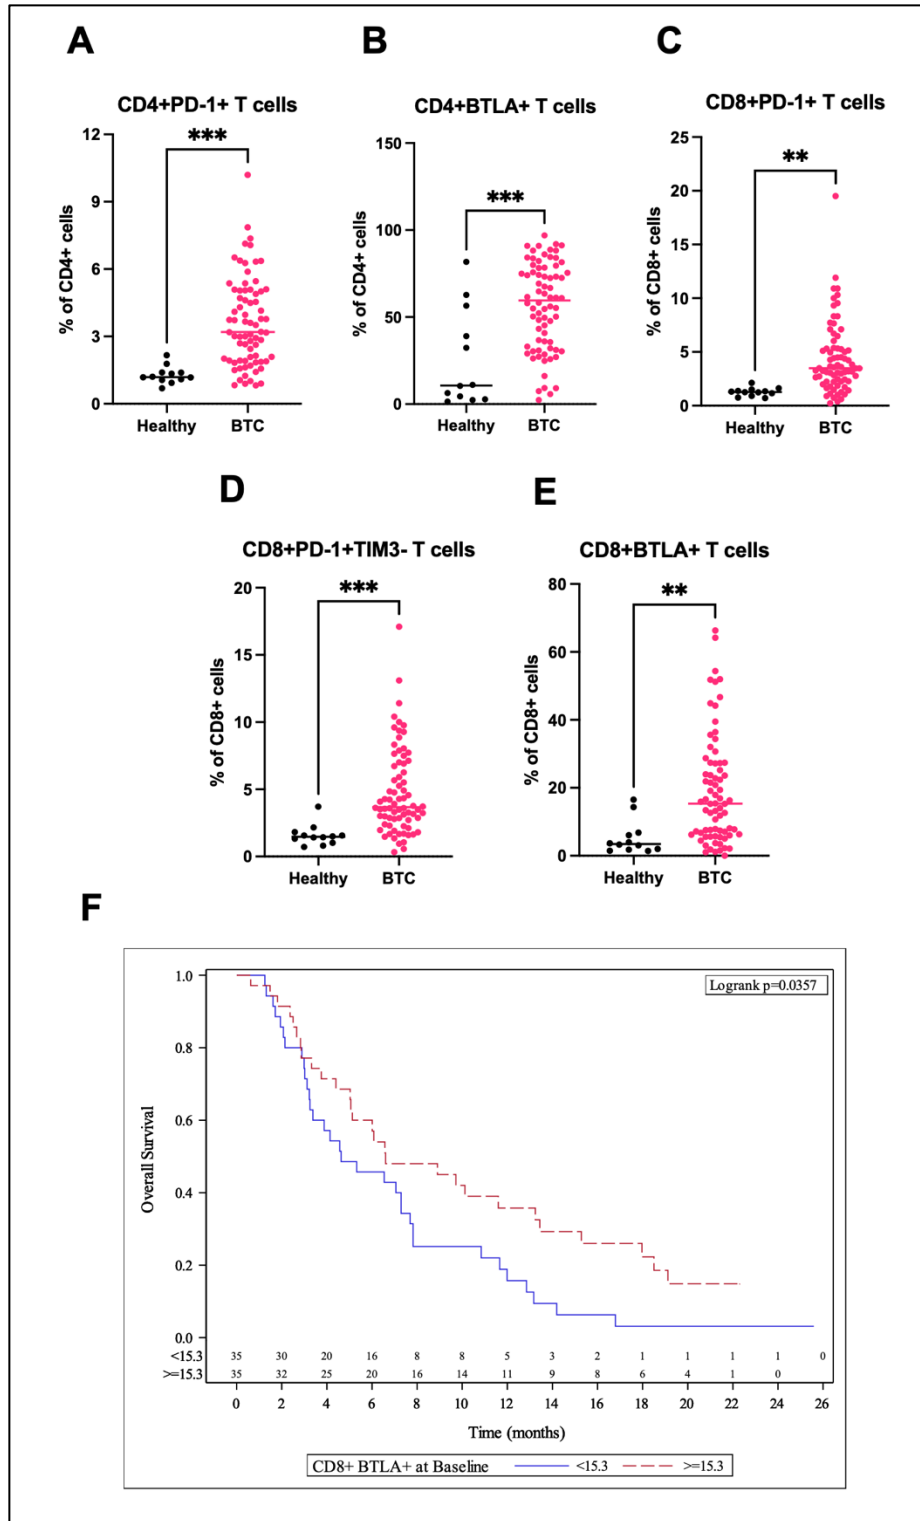 A
B
C
CD4+PD-1+ T cells
CD4+BTLA+ T cells
CD8+PD-1+ T cells
12
9
6
3
0
% of CD4+ cells
***
Healthy
BTC
150
100
50
0
% of CD4+ cells
***
Healthy
BTC
25
20
15
10
5
0
% of CD8+ cells
**
Healthy
BTC
D
E
CD8+PD-1+TIM3- T cells
CD8+BTLA+ T cells
20
15
10
5
0
% of CD8+ cells
***
Healthy
BTC
80
60
40
20
0
% of CD8+ cells
**
Healthy
BTC
F
Logrank p=0.0357
1.0
0.8
0.6
0.4
0.2
0.0
Overall Survival
<15.3 35 30 20 16 8 8 5 3 2 1 1 1 1 0
>=15.3 35 32 25 20 16 14 11 9 8 6 4 1 0
0 2 4 6 8 10 12 14 16 18 20 22 24 26
Time (months)
CD8+ BTLA+ at Baseline <15.3 >=15.3